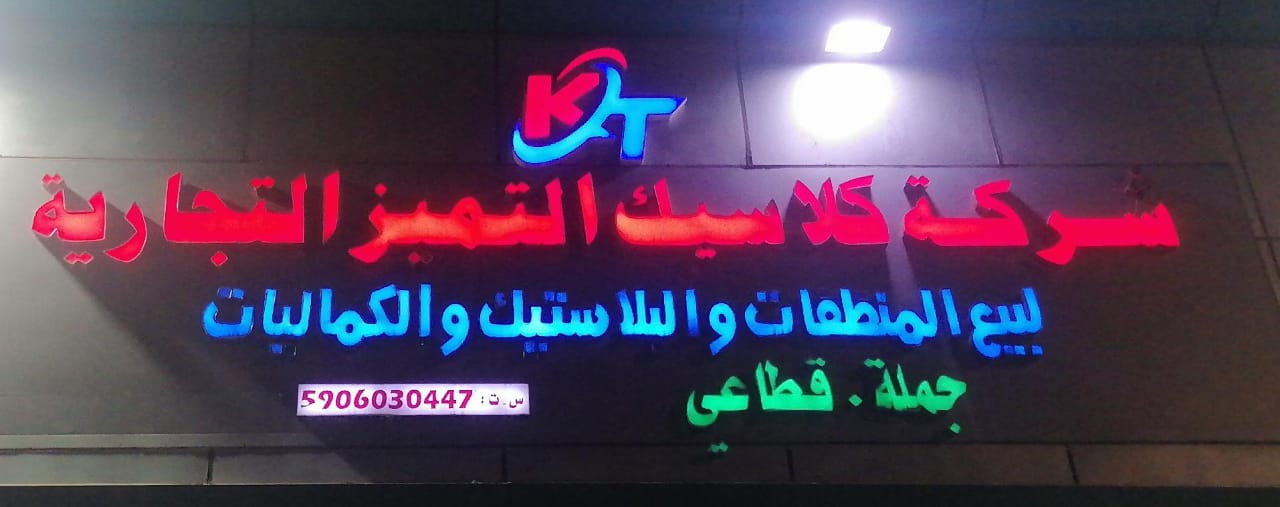 KT
شركة كلاسيك التميز التجارية
لبيع المنظفات والبلاستيك والكماليات
جملة . قطاعي
س.ت: 5906030447